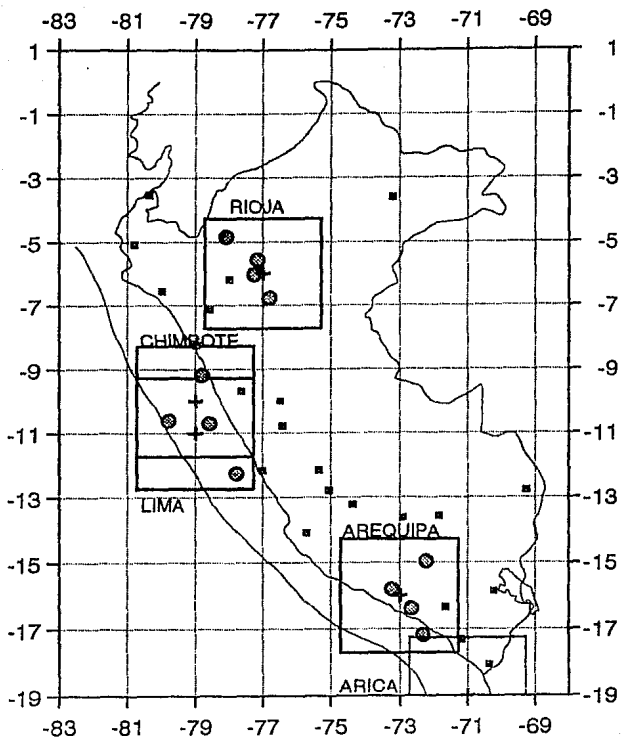 -83 -81 -79 -77 -75 -73 -71 -69
1 1
-1 -1
-3 -3
RIOJA
-5 -5
-7 -7
CHIMBOTE
-9 -9
-11 -11
-13 -13
LIMA
AREQUIPA
-15 -15
-17 -17
ARICA
-19 -19
-83 -81 -79 -77 -75 -73 -71 -69